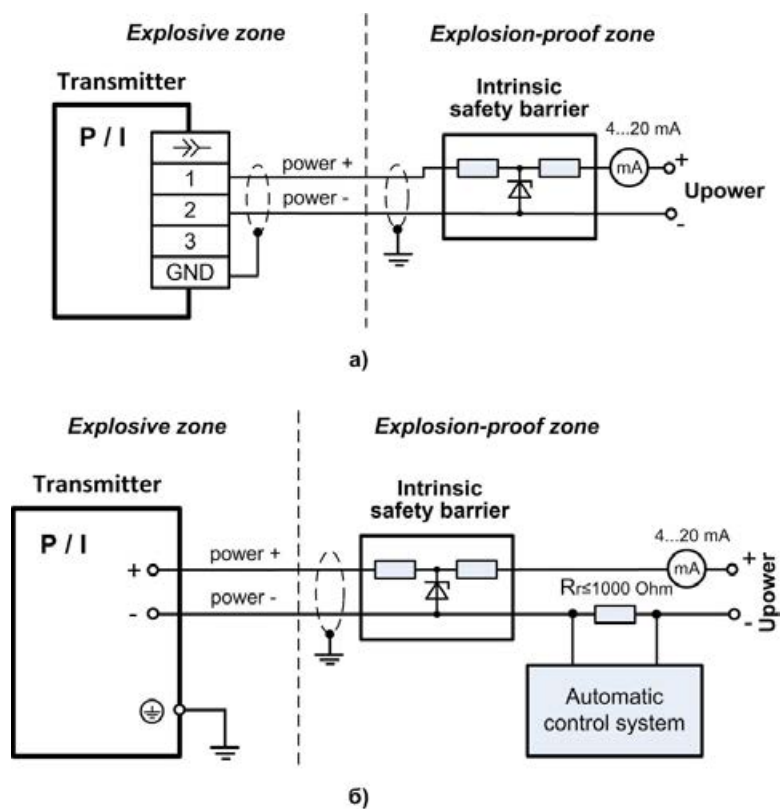 Explosive zone
Explosion-proof zone
Transmitter
Intrinsic
safety barrier
P / I
4...20 mA
1
power +
mA
+
2
power -
Upower
-
3
GND
а)
Explosive zone
Explosion-proof zone
Transmitter
Intrinsic
safety barrier
P / I
4...20 mA
+
power +
mA
+
Rr≤1000 Ohm
-
power -
-
Upower
Automatic
control system
б)